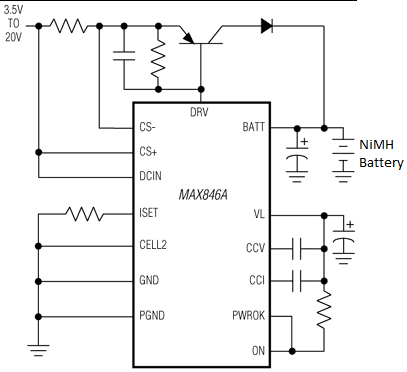 3.5V
TO
20V
DRV
CS-
BATT
NiMH
Battery
CS+
DCIN
MAX846A
ISET
VL
CELL2
CCV
GND
CCI
PGND
PWROK
ON
+
+